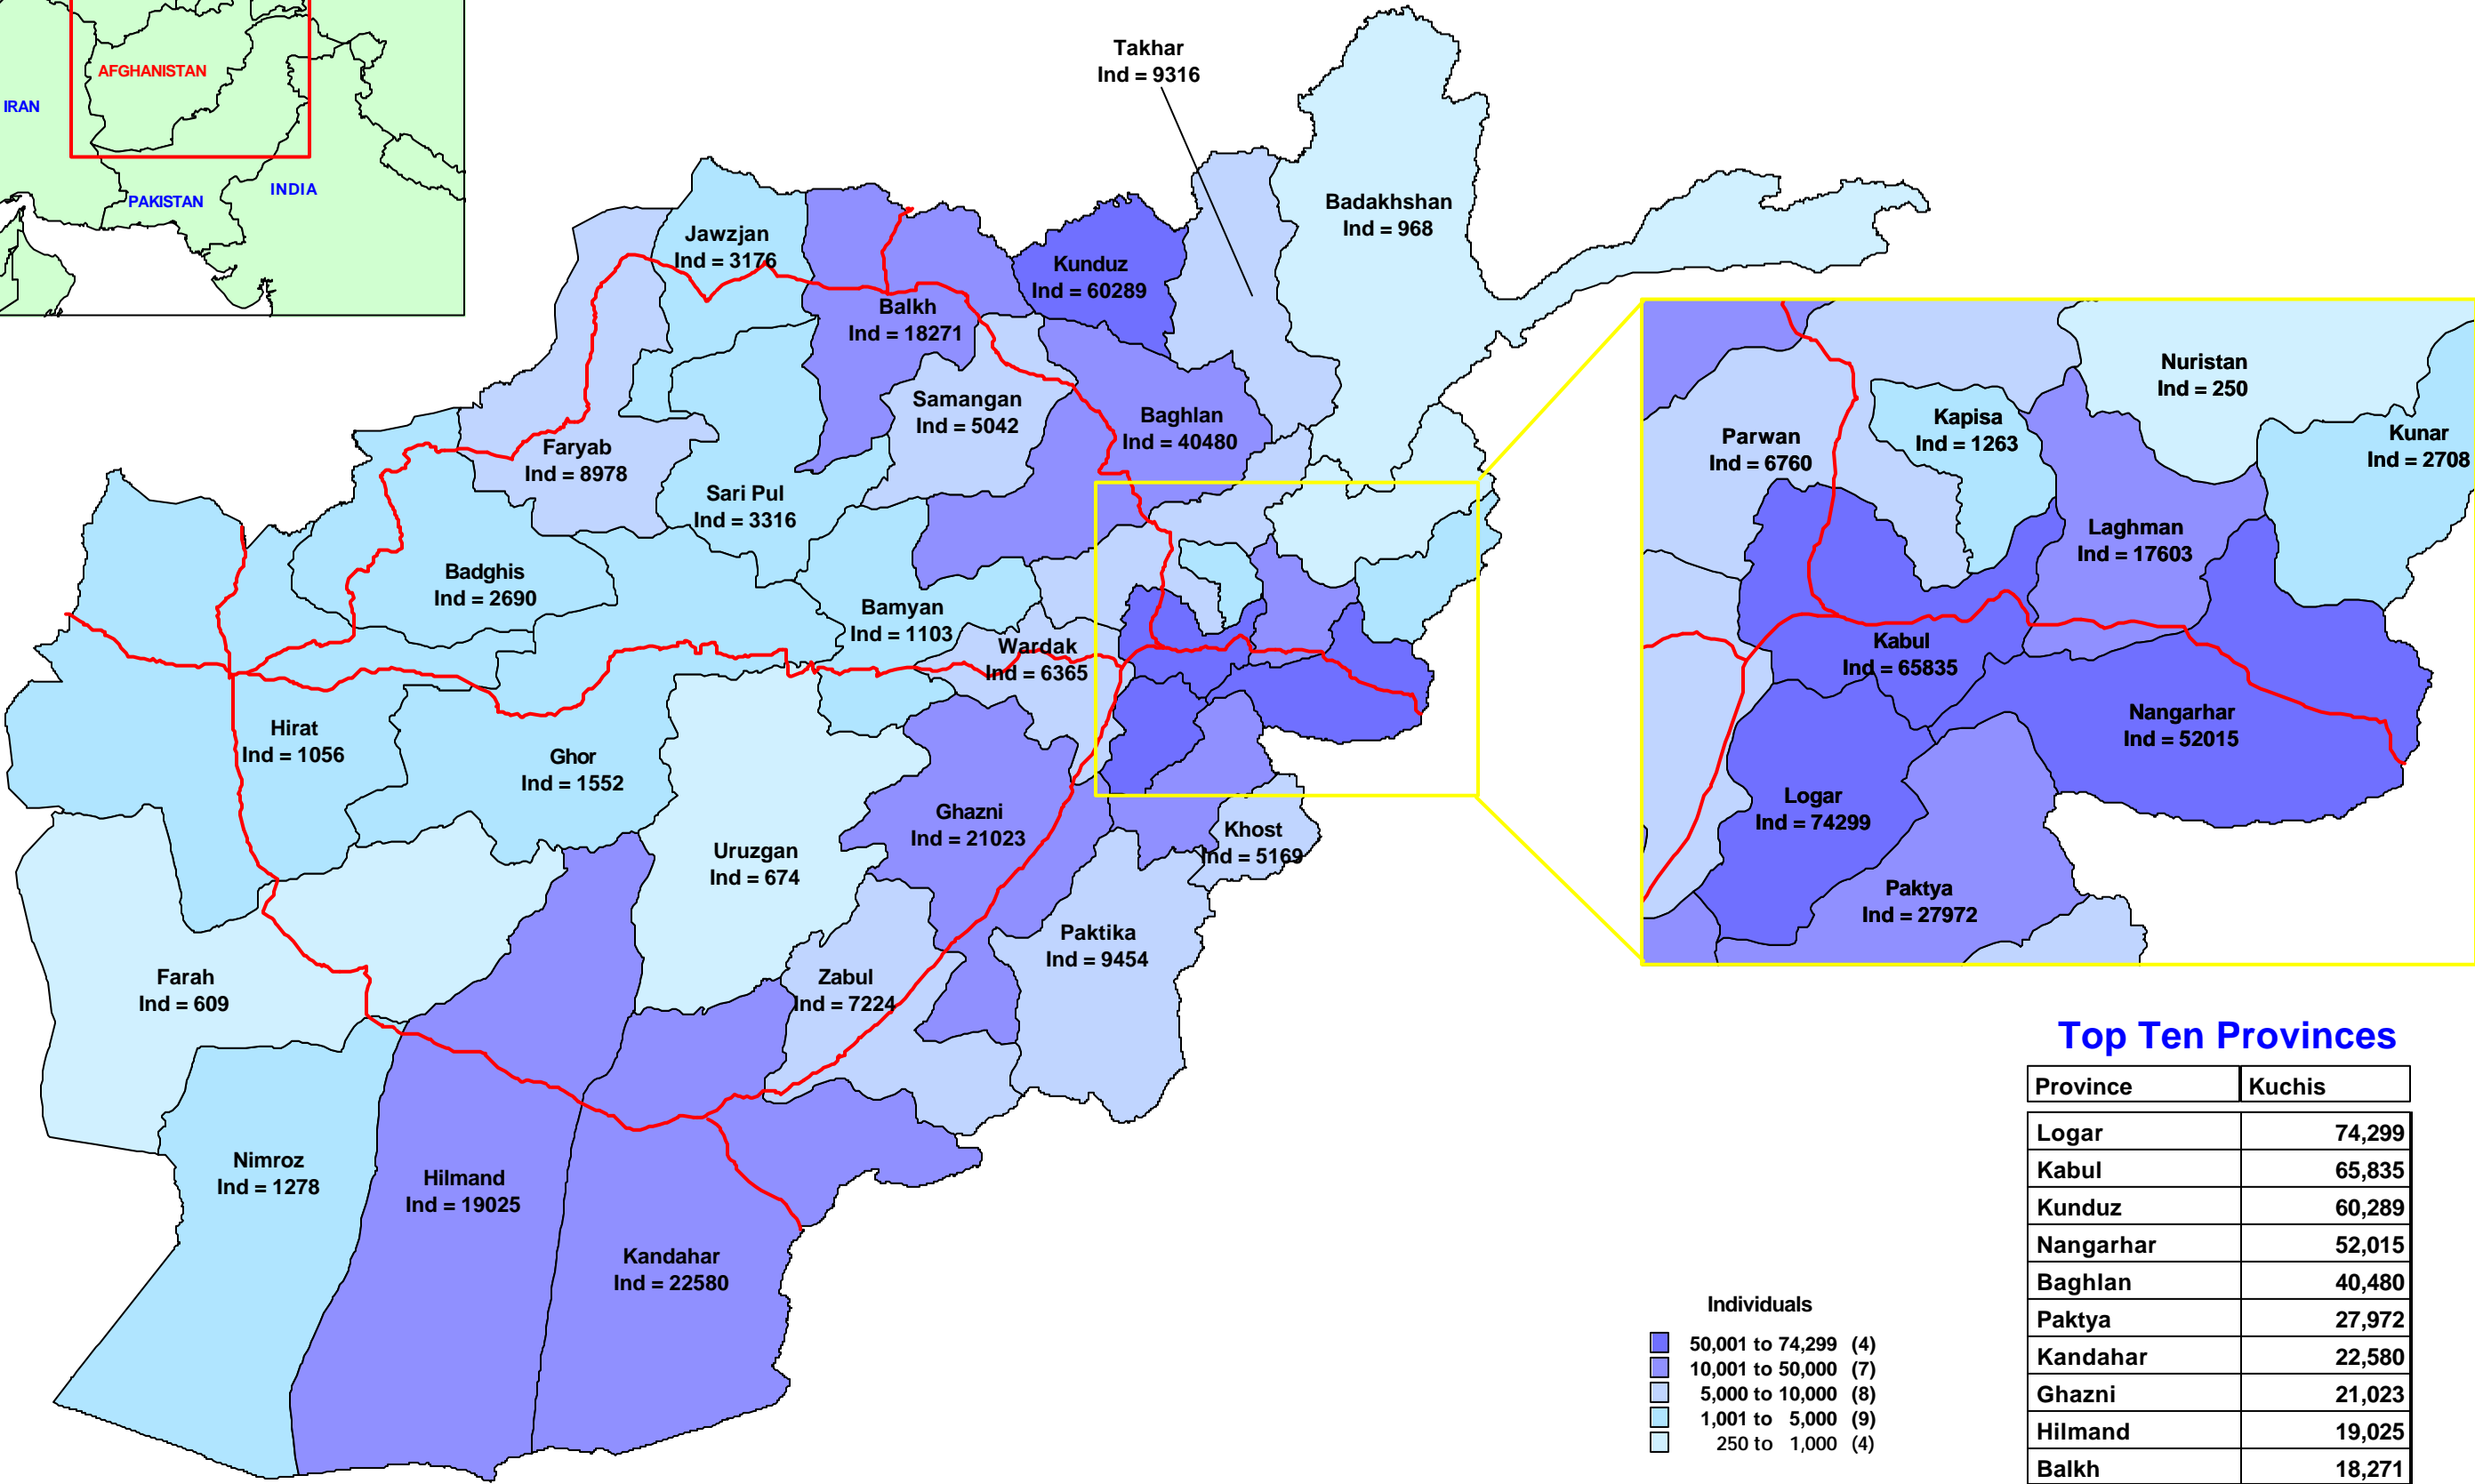 AFGHANISTAN
IRAN
PAKISTAN
INDIA
Takhar
Ind = 9316
Badakhshan
Ind = 968
Jawzjan
Ind = 3176
Kunduz
Ind = 60289
Balkh
Ind = 18271
Samangan
Ind = 5042
Baghlan
Ind = 40480
Faryab
Ind = 8978
Sari Pul
Ind = 3316
Badghis
Ind = 2690
Bamyan
Ind = 1103
Wardak
Ind = 6365
Hirat
Ind = 1056
Ghor
Ind = 1552
Ghazni
Ind = 21023
Khost
Ind = 5169
Uruzgan
Ind = 674
Paktika
Ind = 9454
Zabul
Ind = 7224
Farah
Ind = 609
Nimroz
Ind = 1278
Hilmand
Ind = 19025
Kandahar
Ind = 22580
Nuristan
Ind = 250
Kapisa
Ind = 1263
Kunar
Ind = 2708
Parwan
Ind = 6760
Laghman
Ind = 17603
Kabul
Ind = 65835
Nangarhar
Ind = 52015
Logar
Ind = 74299
Paktya
Ind = 27972
Individuals
50,001 to 74,299 (4)
10,001 to 50,000 (7)
5,000 to 10,000 (8)
1,001 to 5,000 (9)
250 to 1,000 (4)
Top Ten Provinces
Province Kuchis
Logar 74,299
Kabul 65,835
Kunduz 60,289
Nangarhar 52,015
Baghlan 40,480
Paktya 27,972
Kandahar 22,580
Ghazni 21,023
Hilmand 19,025
Balkh 18,271